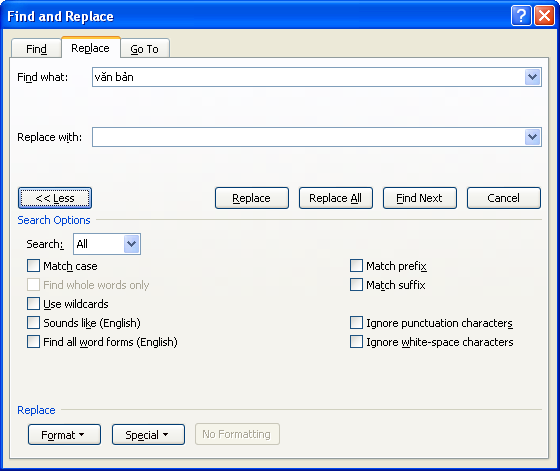 Find and Replace
Find Replace Go To
Find what: văn bản
Replace with:
<< Less Replace Replace All Find Next Cancel
Search Options
Search: All
Match case Match prefix
Find whole words only Match suffix
Use wildcards
Sounds like (English) Ignore punctuation characters
Find all word forms (English) Ignore white-space characters
Replace
Format Special No Formatting